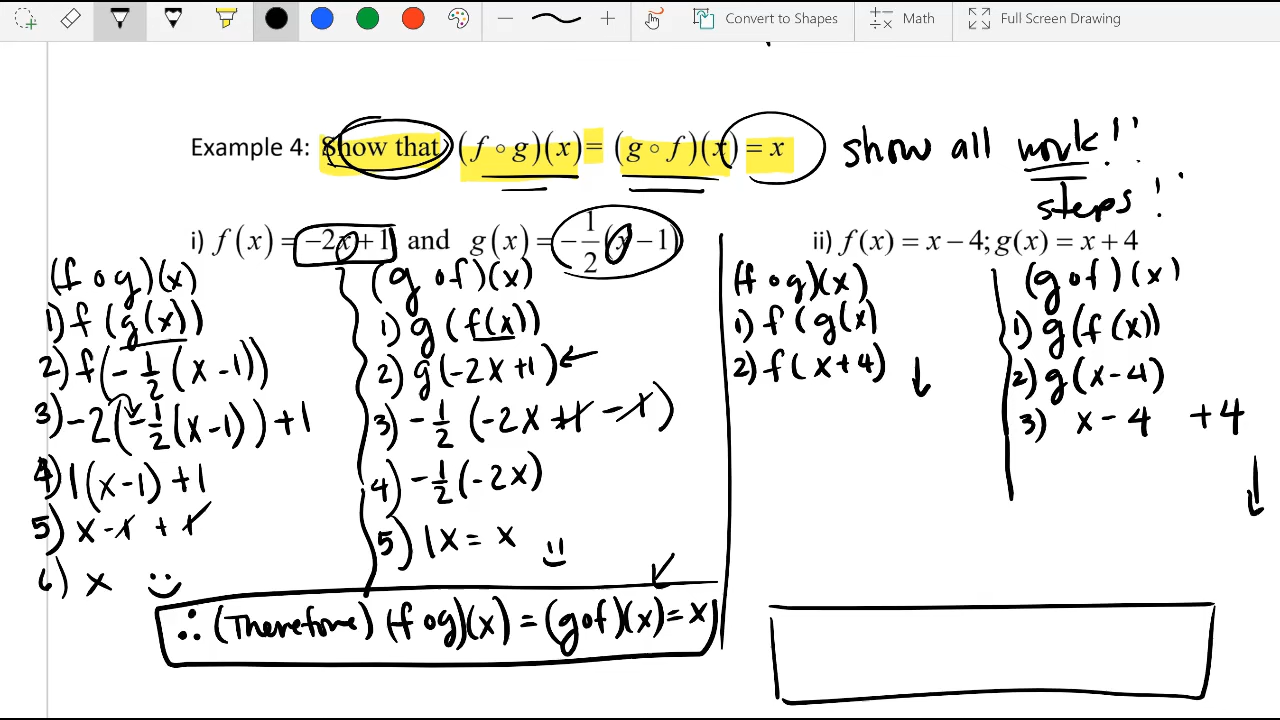 Convert to Shapes Math Full Screen Drawing
Example 4: Show that (f ∘ g)(x) = (g ∘ f)(x) = x
show all work!!
steps!!
i) f(x) = −2x+1 and g(x) = −1/2(x−1)
ii) f(x) = x − 4; g(x) = x + 4
(f o g)(x)
1) f(g(x))
2) f(-1/2(x-1))
3) -2(-1/2(x-1))+1
4) 1(x-1)+1
5) x-1+1
6) x
(g o f)(x)
1) g(f(x))
2) g(-2x+1)
3) -1/2(-2x+1-1)
4) -1/2(-2x)
5) 1x = x
∴ (Therefore) (f o g)(x) = (g o f)(x) = x
(f o g)(x)
1) f(g(x)
2) f(x+4)
(g o f)(x)
1) g(f(x))
2) g(x-4)
3) x-4 +4